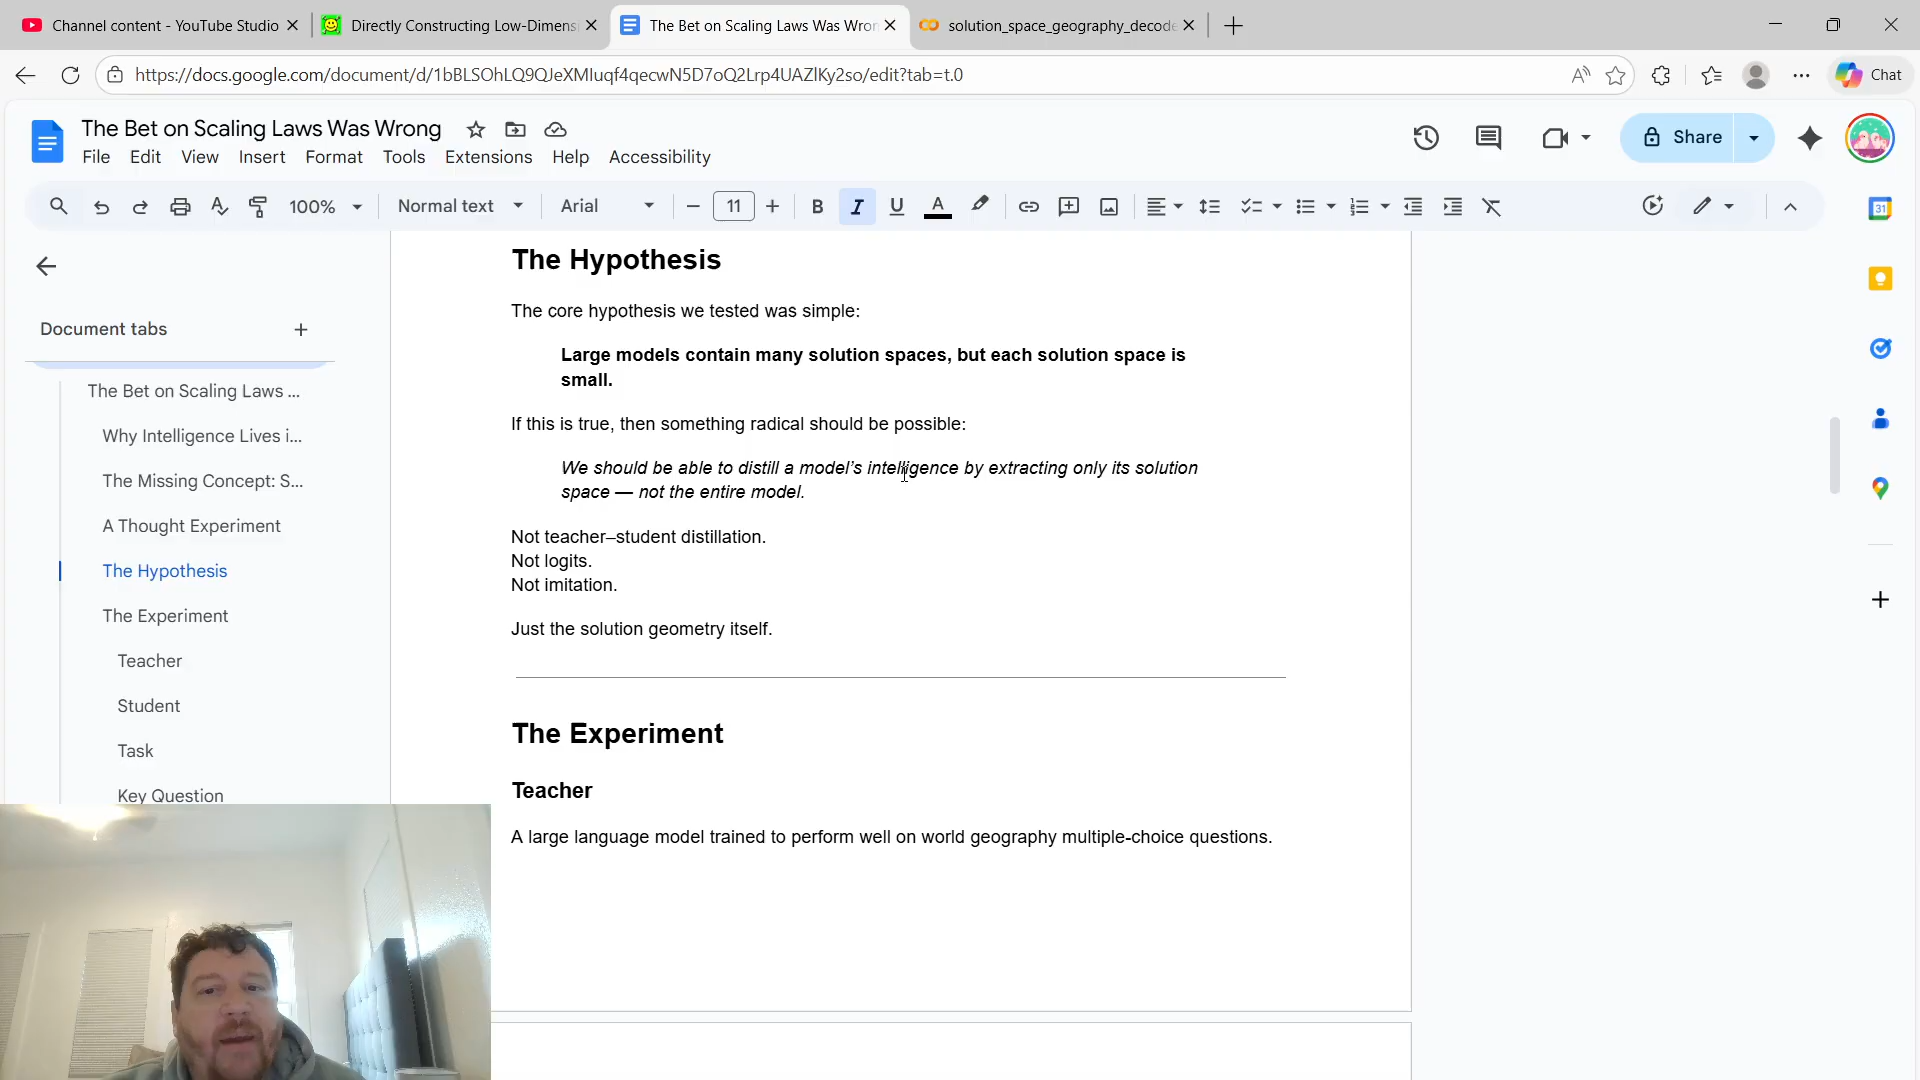 Channel content - YouTube Studio
Directly Constructing Low-Dimens
The Bet on Scaling Laws Was Wron
solution_space_geography_decode
https://docs.google.com/document/d/1bBLSOhLQ9QJeXMIuqf4qecwN5D7oQ2Lrp4UAZlKy2so/edit?tab=t.0
Chat
The Bet on Scaling Laws Was Wrong
File Edit View Insert Format Tools Extensions Help Accessibility
Share
100% Normal text Arial 11
Document tabs
The Bet on Scaling Laws ...
Why Intelligence Lives i...
The Missing Concept: S...
A Thought Experiment
The Hypothesis
The Experiment
Teacher
Student
Task
Key Question
The Hypothesis
The core hypothesis we tested was simple:
Large models contain many solution spaces, but each solution space is
small.
If this is true, then something radical should be possible:
We should be able to distill a model’s intelligence by extracting only its solution
space — not the entire model.
Not teacher–student distillation.
Not logits.
Not imitation.
Just the solution geometry itself.
The Experiment
Teacher
A large language model trained to perform well on world geography multiple-choice questions.